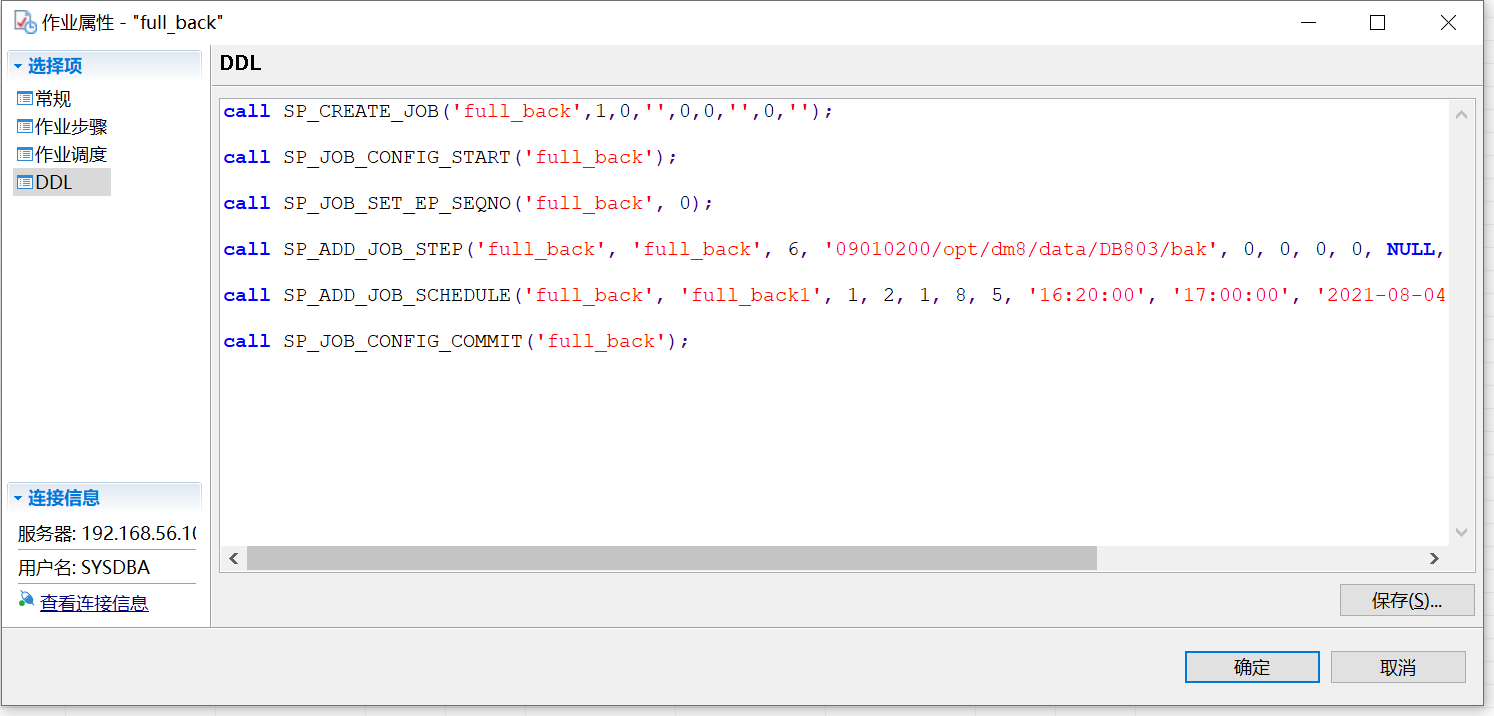 作业属性 - "full_back"
选择项
常规
作业步骤
作业调度
DDL
连接信息
服务器: 192.168.56.10
用户名: SYSDBA
查看连接信息
DDL
call SP_CREATE_JOB('full_back',1,0,'',0,0,'',0,'');
call SP_JOB_CONFIG_START('full_back');
call SP_JOB_SET_EP_SEQNO('full_back', 0);
call SP_ADD_JOB_STEP('full_back', 'full_back', 6, '09010200/opt/dm8/data/DB803/bak', 0, 0, 0, 0, NULL,
call SP_ADD_JOB_SCHEDULE('full_back', 'full_back1', 1, 2, 1, 8, 5, '16:20:00', '17:00:00', '2021-08-04
call SP_JOB_CONFIG_COMMIT('full_back');
保存(S)...
确定
取消